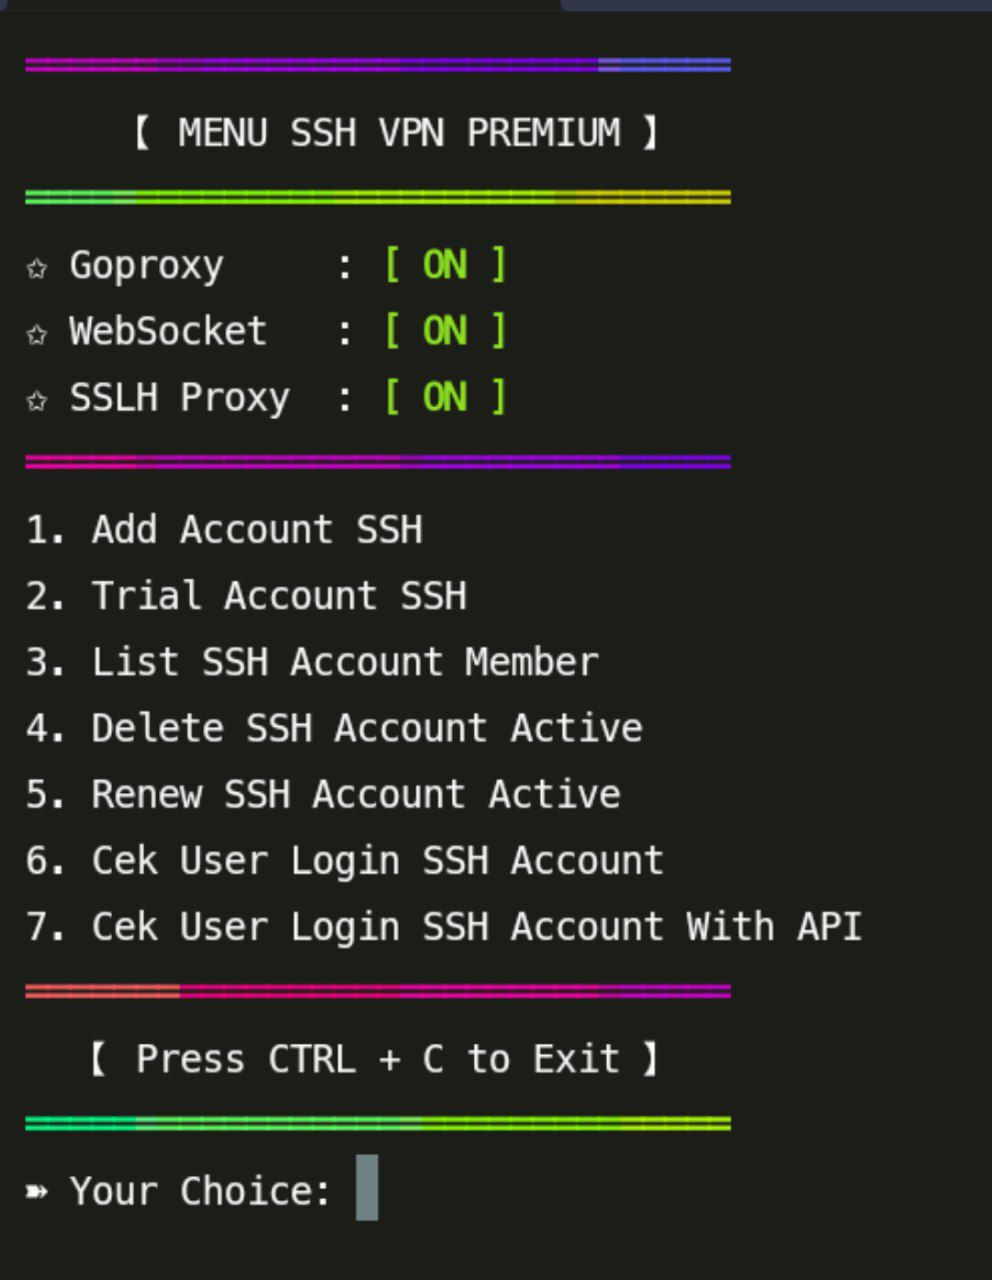 【 MENU SSH VPN PREMIUM 】
✩ Goproxy : [ ON ]
✩ WebSocket : [ ON ]
✩ SSLH Proxy : [ ON ]
1. Add Account SSH
2. Trial Account SSH
3. List SSH Account Member
4. Delete SSH Account Active
5. Renew SSH Account Active
6. Cek User Login SSH Account
7. Cek User Login SSH Account With API
【 Press CTRL + C to Exit 】
➽ Your Choice: